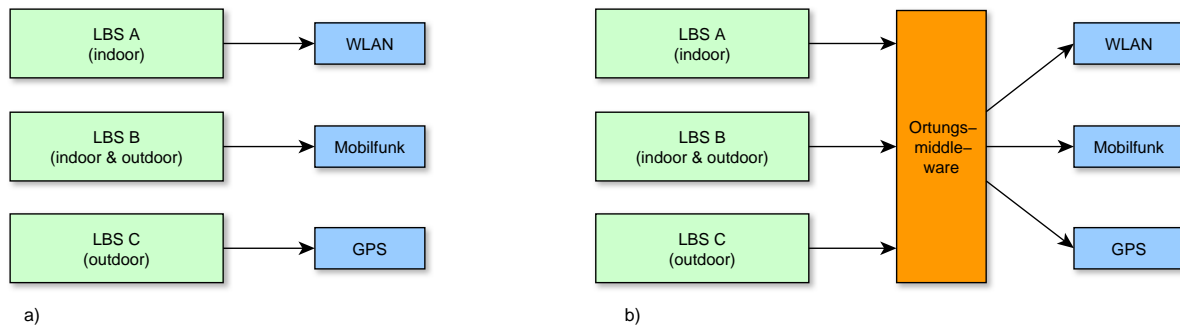 LBS A
(indoor)
WLAN
LBS B
(indoor & outdoor)
Mobilfunk
LBS C
(outdoor)
GPS
a)
LBS A
(indoor)
WLAN
LBS B
(indoor & outdoor)
Ortungs–
middle–
ware
Mobilfunk
LBS C
(outdoor)
GPS
b)